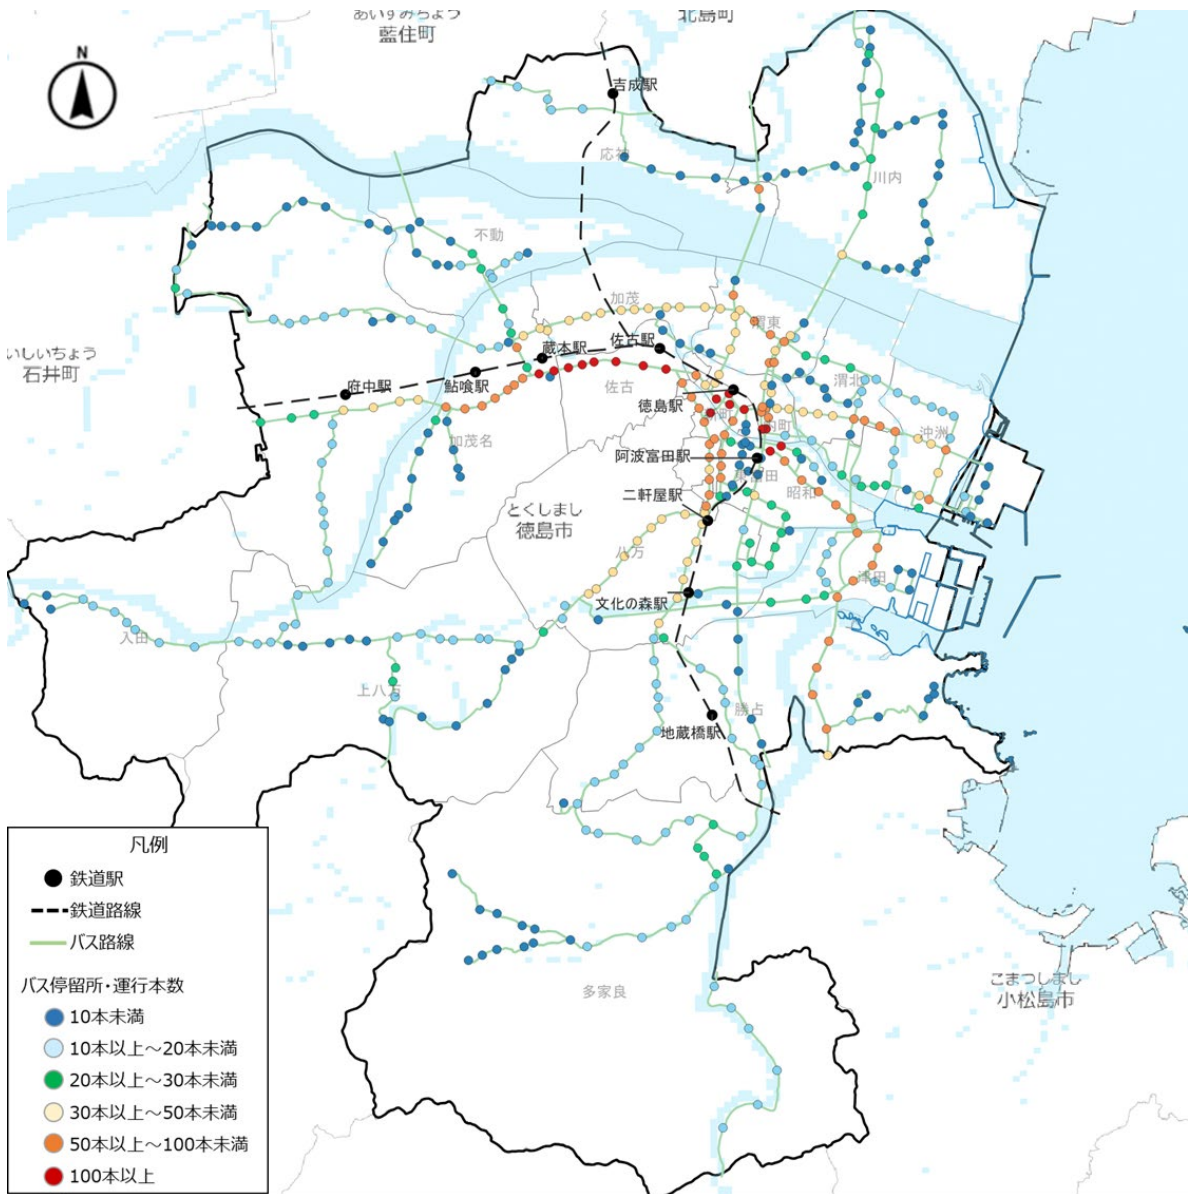 あいずみちょう
藍住町
北島町
N
吉成駅
応神
川内
不動
加茂
渭東
いしいちょう
石井町
蔵本駅
佐古駅
府中駅
鮎喰駅
佐古
徳島駅
渭北
内町
沖洲
加茂名
阿波富田駅
東富田
二軒屋駅
昭和
とくしまし
徳島市
八万
津田
文化の森駅
入田
上八万
勝占
地蔵橋駅
多家良
こまつしまし
小松島市
凡例
鉄道駅
鉄道路線
バス路線
バス停留所・運行本数
10本未満
10本以上～20本未満
20本以上～30本未満
30本以上～50本未満
50本以上～100本未満
100本以上